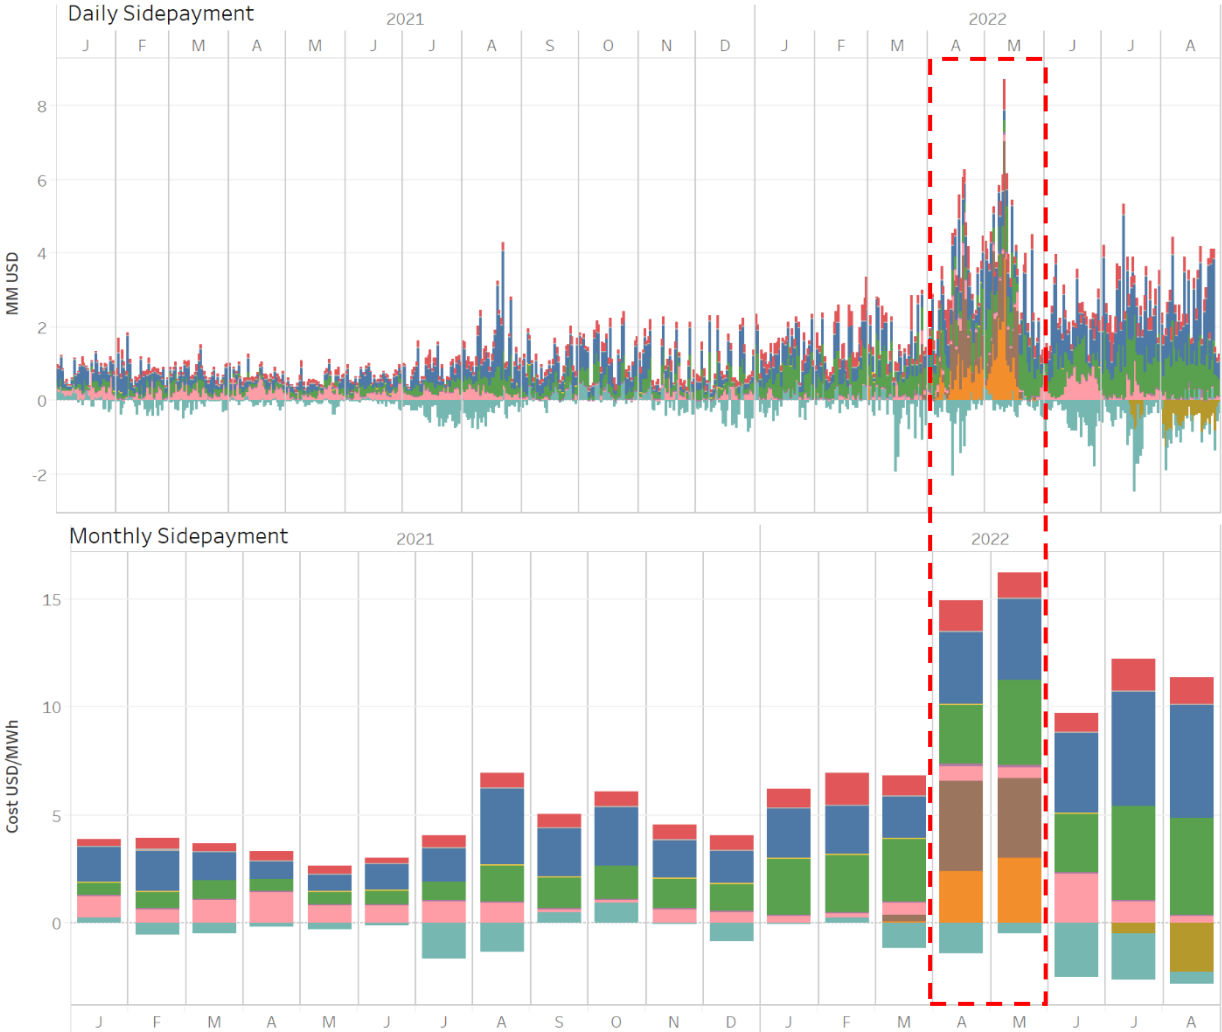 Daily Sidepayment
2021 2022
J F M A M J J A S O N D J F M A M J J A
8
6
4
2
0
-2
MM USD
Monthly Sidepayment
2021 2022
15
10
5
0
Cost USD/MWh
J F M A M J J A S O N D J F M A M J J A